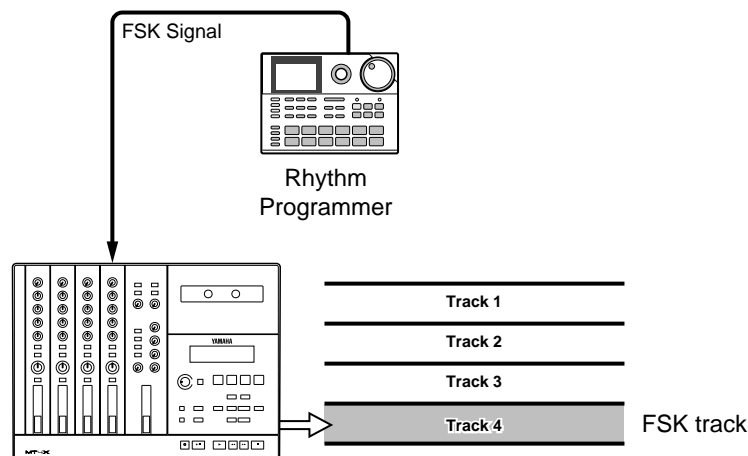 FSK Signal
Rhythm
Programmer
YAMAHA
Track 1
Track 2
Track 3
Track 4
FSK track